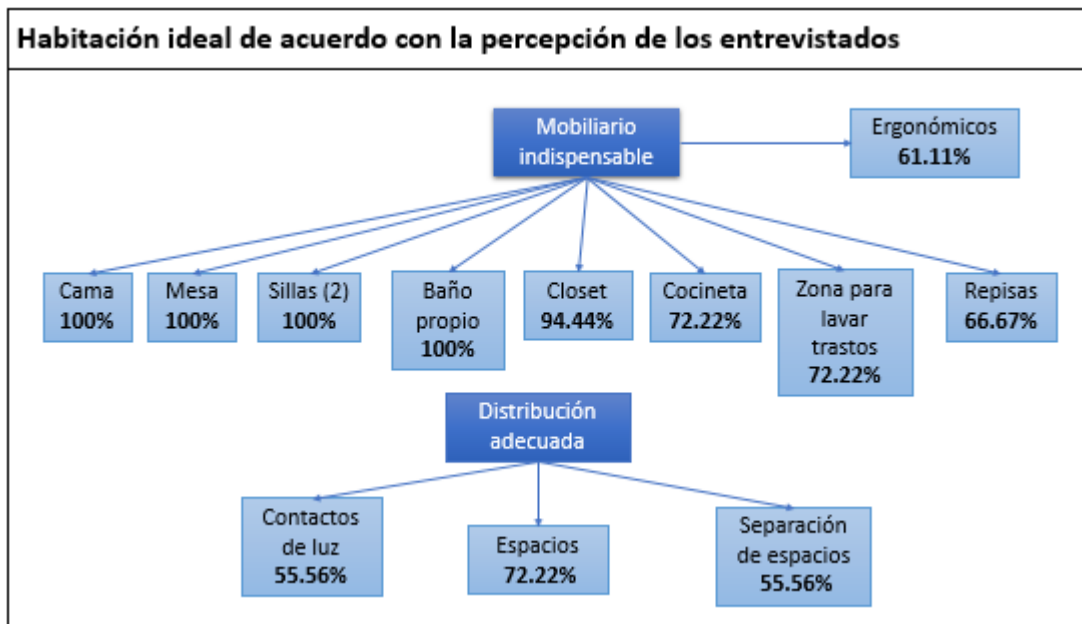 Habitación ideal de acuerdo con la percepción de los entrevistados
Mobiliario
indispensable
Ergonómicos
61.11%
Cama
100%
Mesa
100%
Sillas (2)
100%
Baño
propio
100%
Closet
94.44%
Cocineta
72.22%
Zona para
lavar
trastos
72.22%
Repisas
66.67%
Distribución
adecuada
Contactos
de luz
55.56%
Espacios
72.22%
Separación
de espacios
55.56%